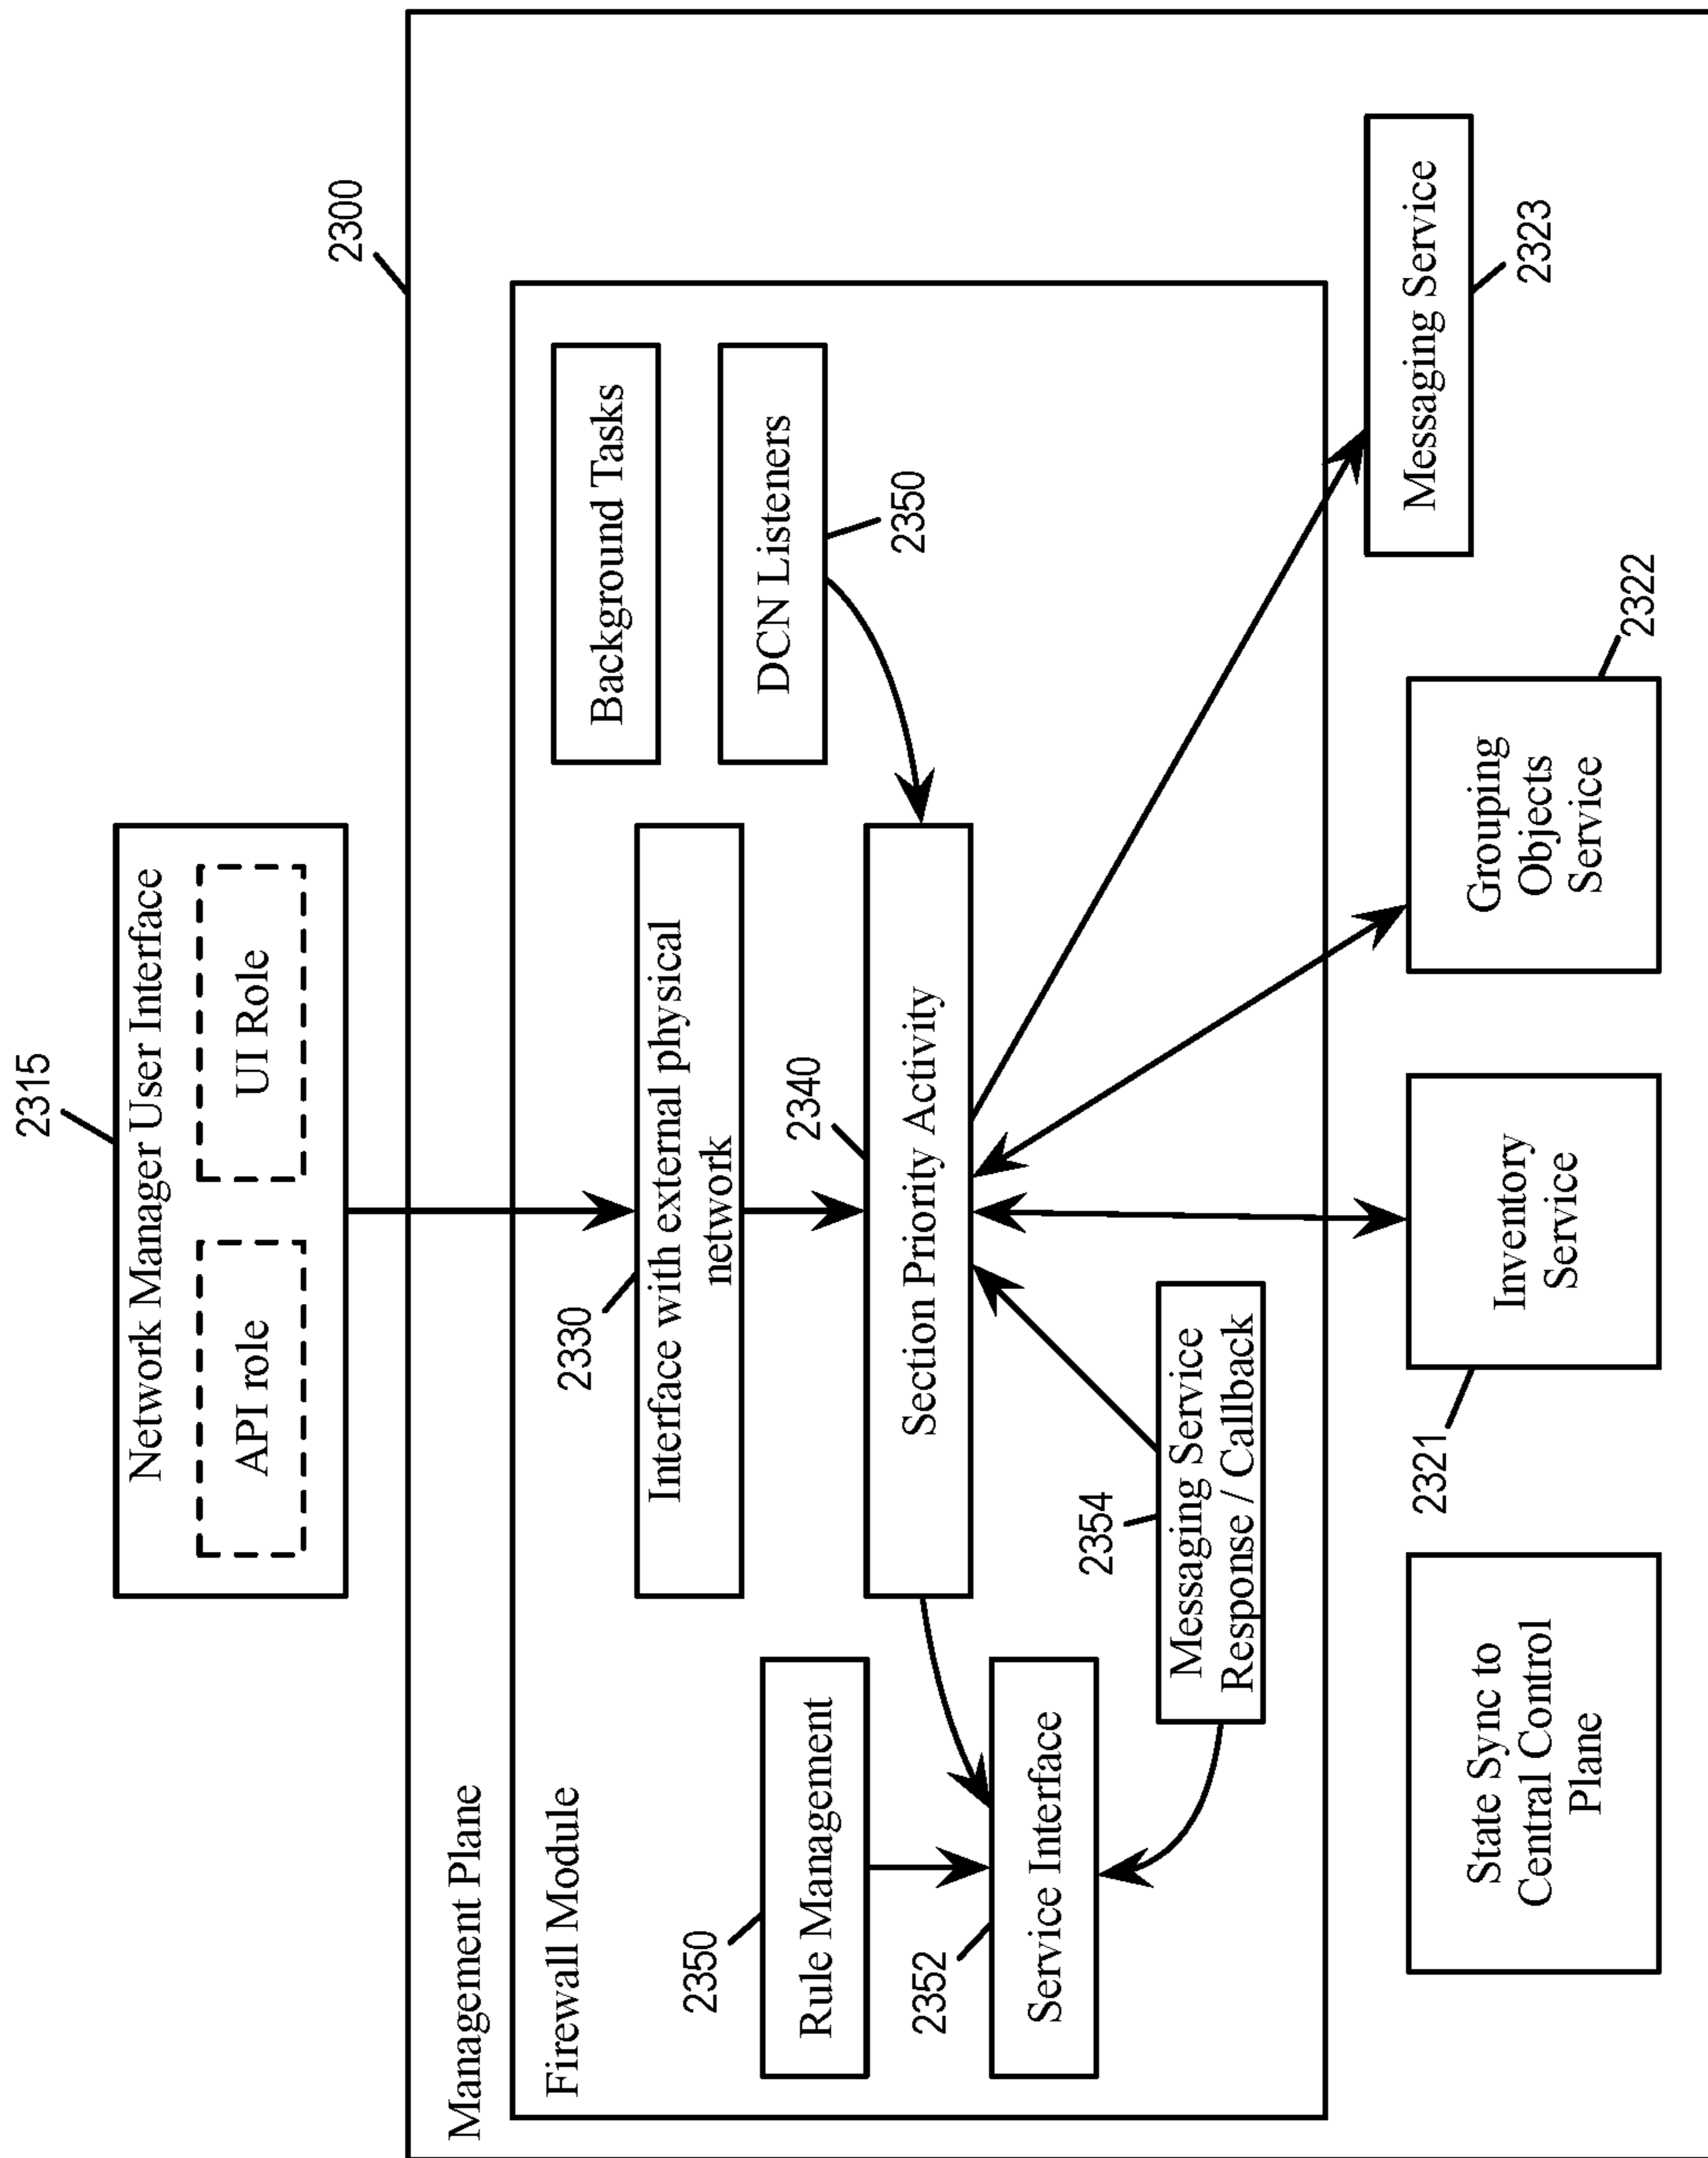 2315
Network Manager User Interface
API role
UI Role
2300
Management Plane
Firewall Module
2330
Interface with external physical
network
Background Tasks
DCN Listeners
2350
2350
Rule Management
2340
Section Priority Activity
2352
Service Interface
2354
Messaging Service
Response / Callback
State Sync to
Central Control
Plane
2321
Inventory
Service
Grouping
Objects
Service
2322
Messaging Service
2323